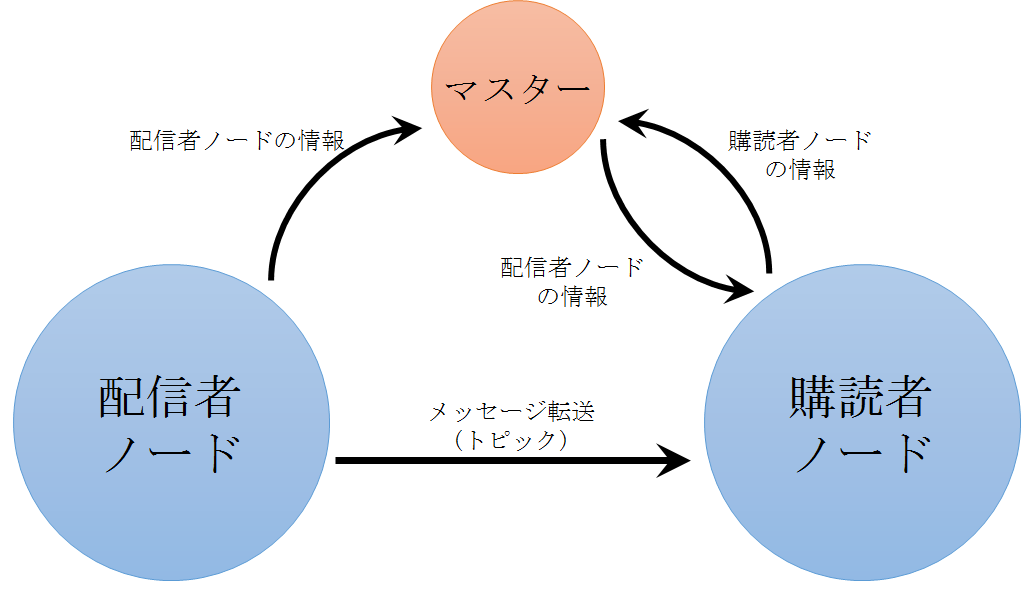 マスター
配信者ノードの情報
購読者ノード
の情報
配信者ノード
の情報
配信者
ノード
メッセージ転送
（トピック）
購読者
ノード